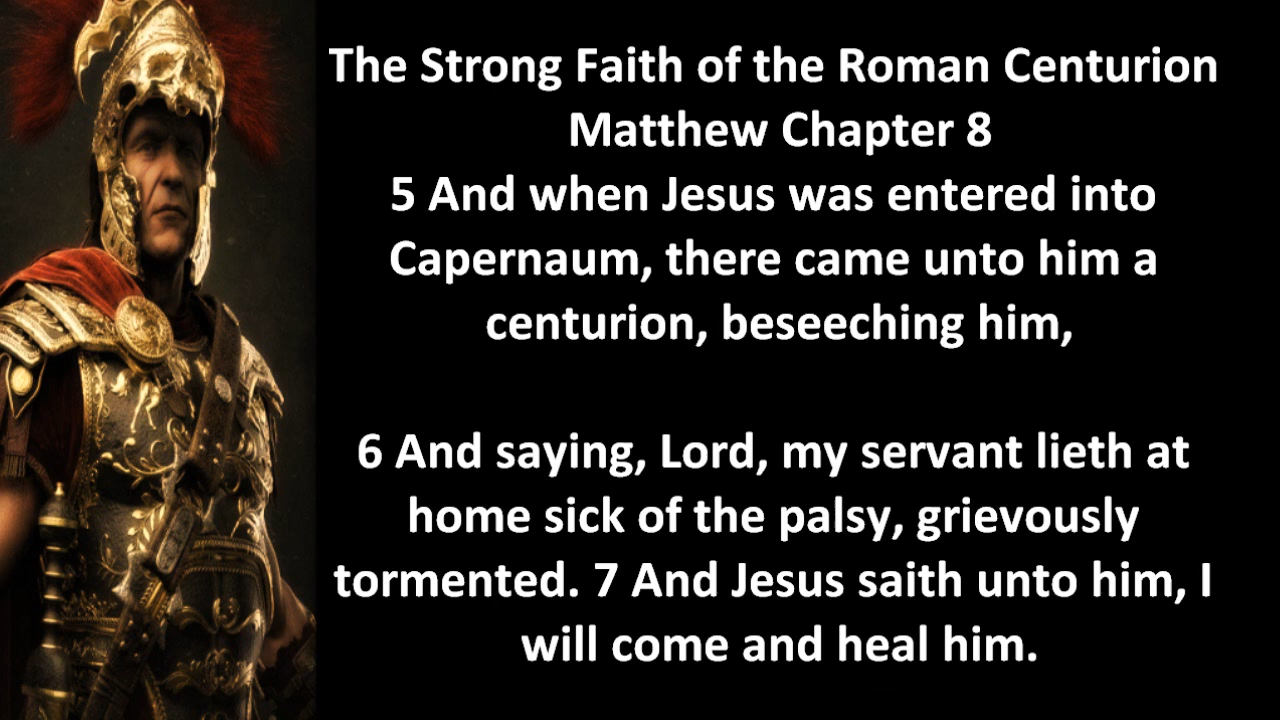 The Strong Faith of the Roman Centurion
Matthew Chapter 8
5 And when Jesus was entered into
Capernaum, there came unto him a
centurion, beseeching him,
6 And saying, Lord, my servant lieth at
home sick of the palsy, grievously
tormented. 7 And Jesus saith unto him, I
will come and heal him.